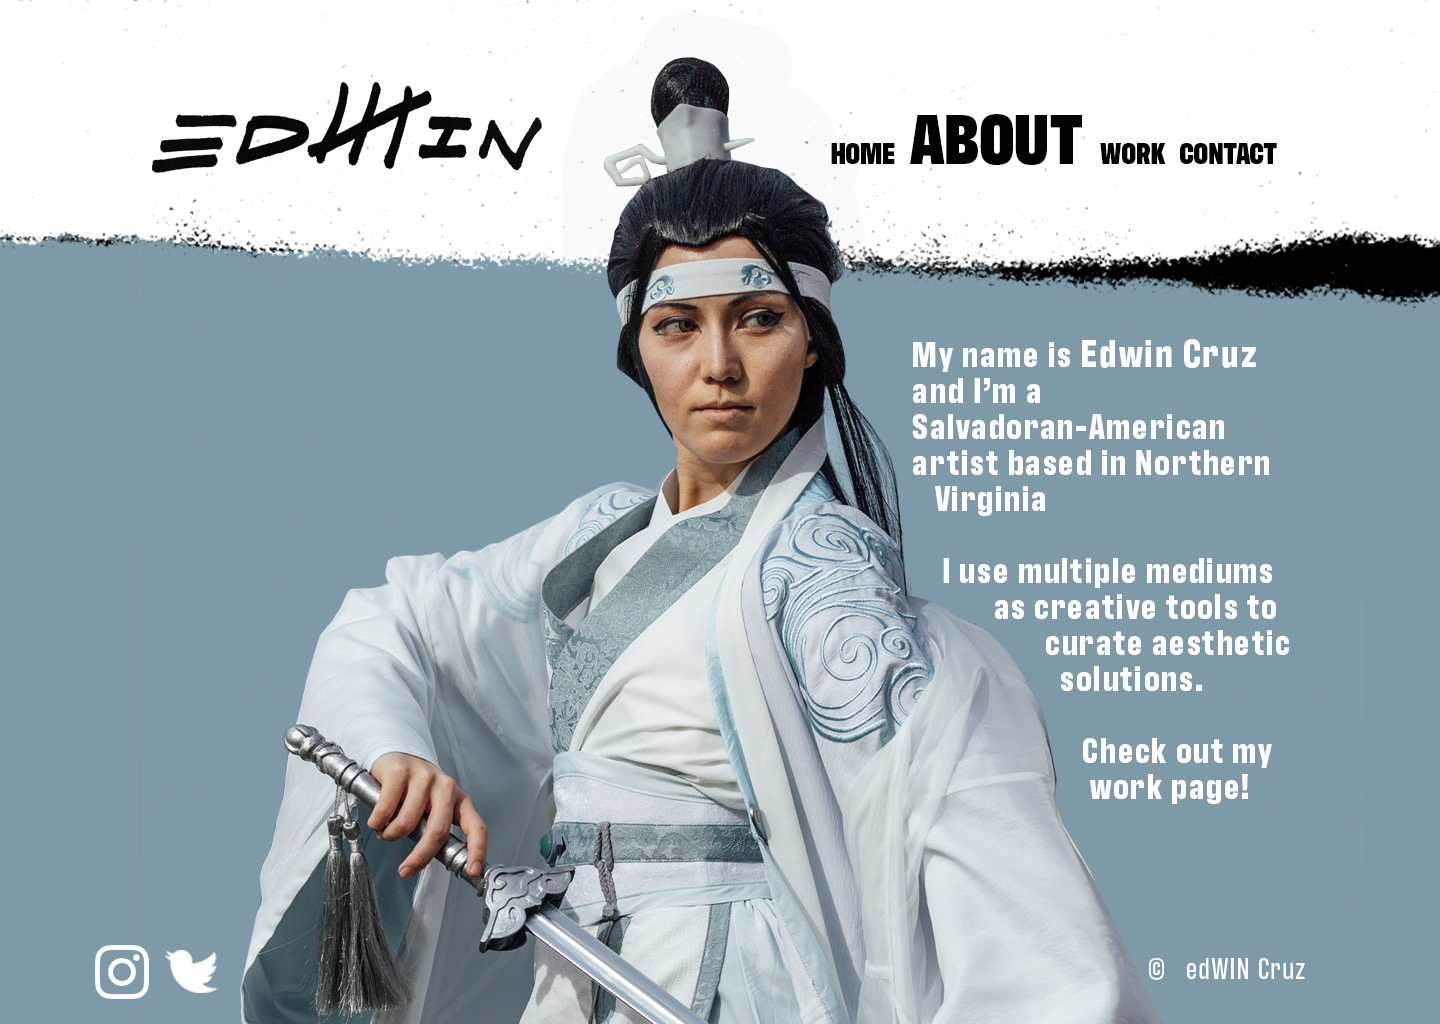 EDWIN
HOME ABOUT WORK CONTACT
My name is Edwin Cruz
and I’m a
Salvadoran-American
artist based in Northern
Virginia
I use multiple mediums
as creative tools to
curate aesthetic
solutions.
Check out my
work page!
© edWIN Cruz